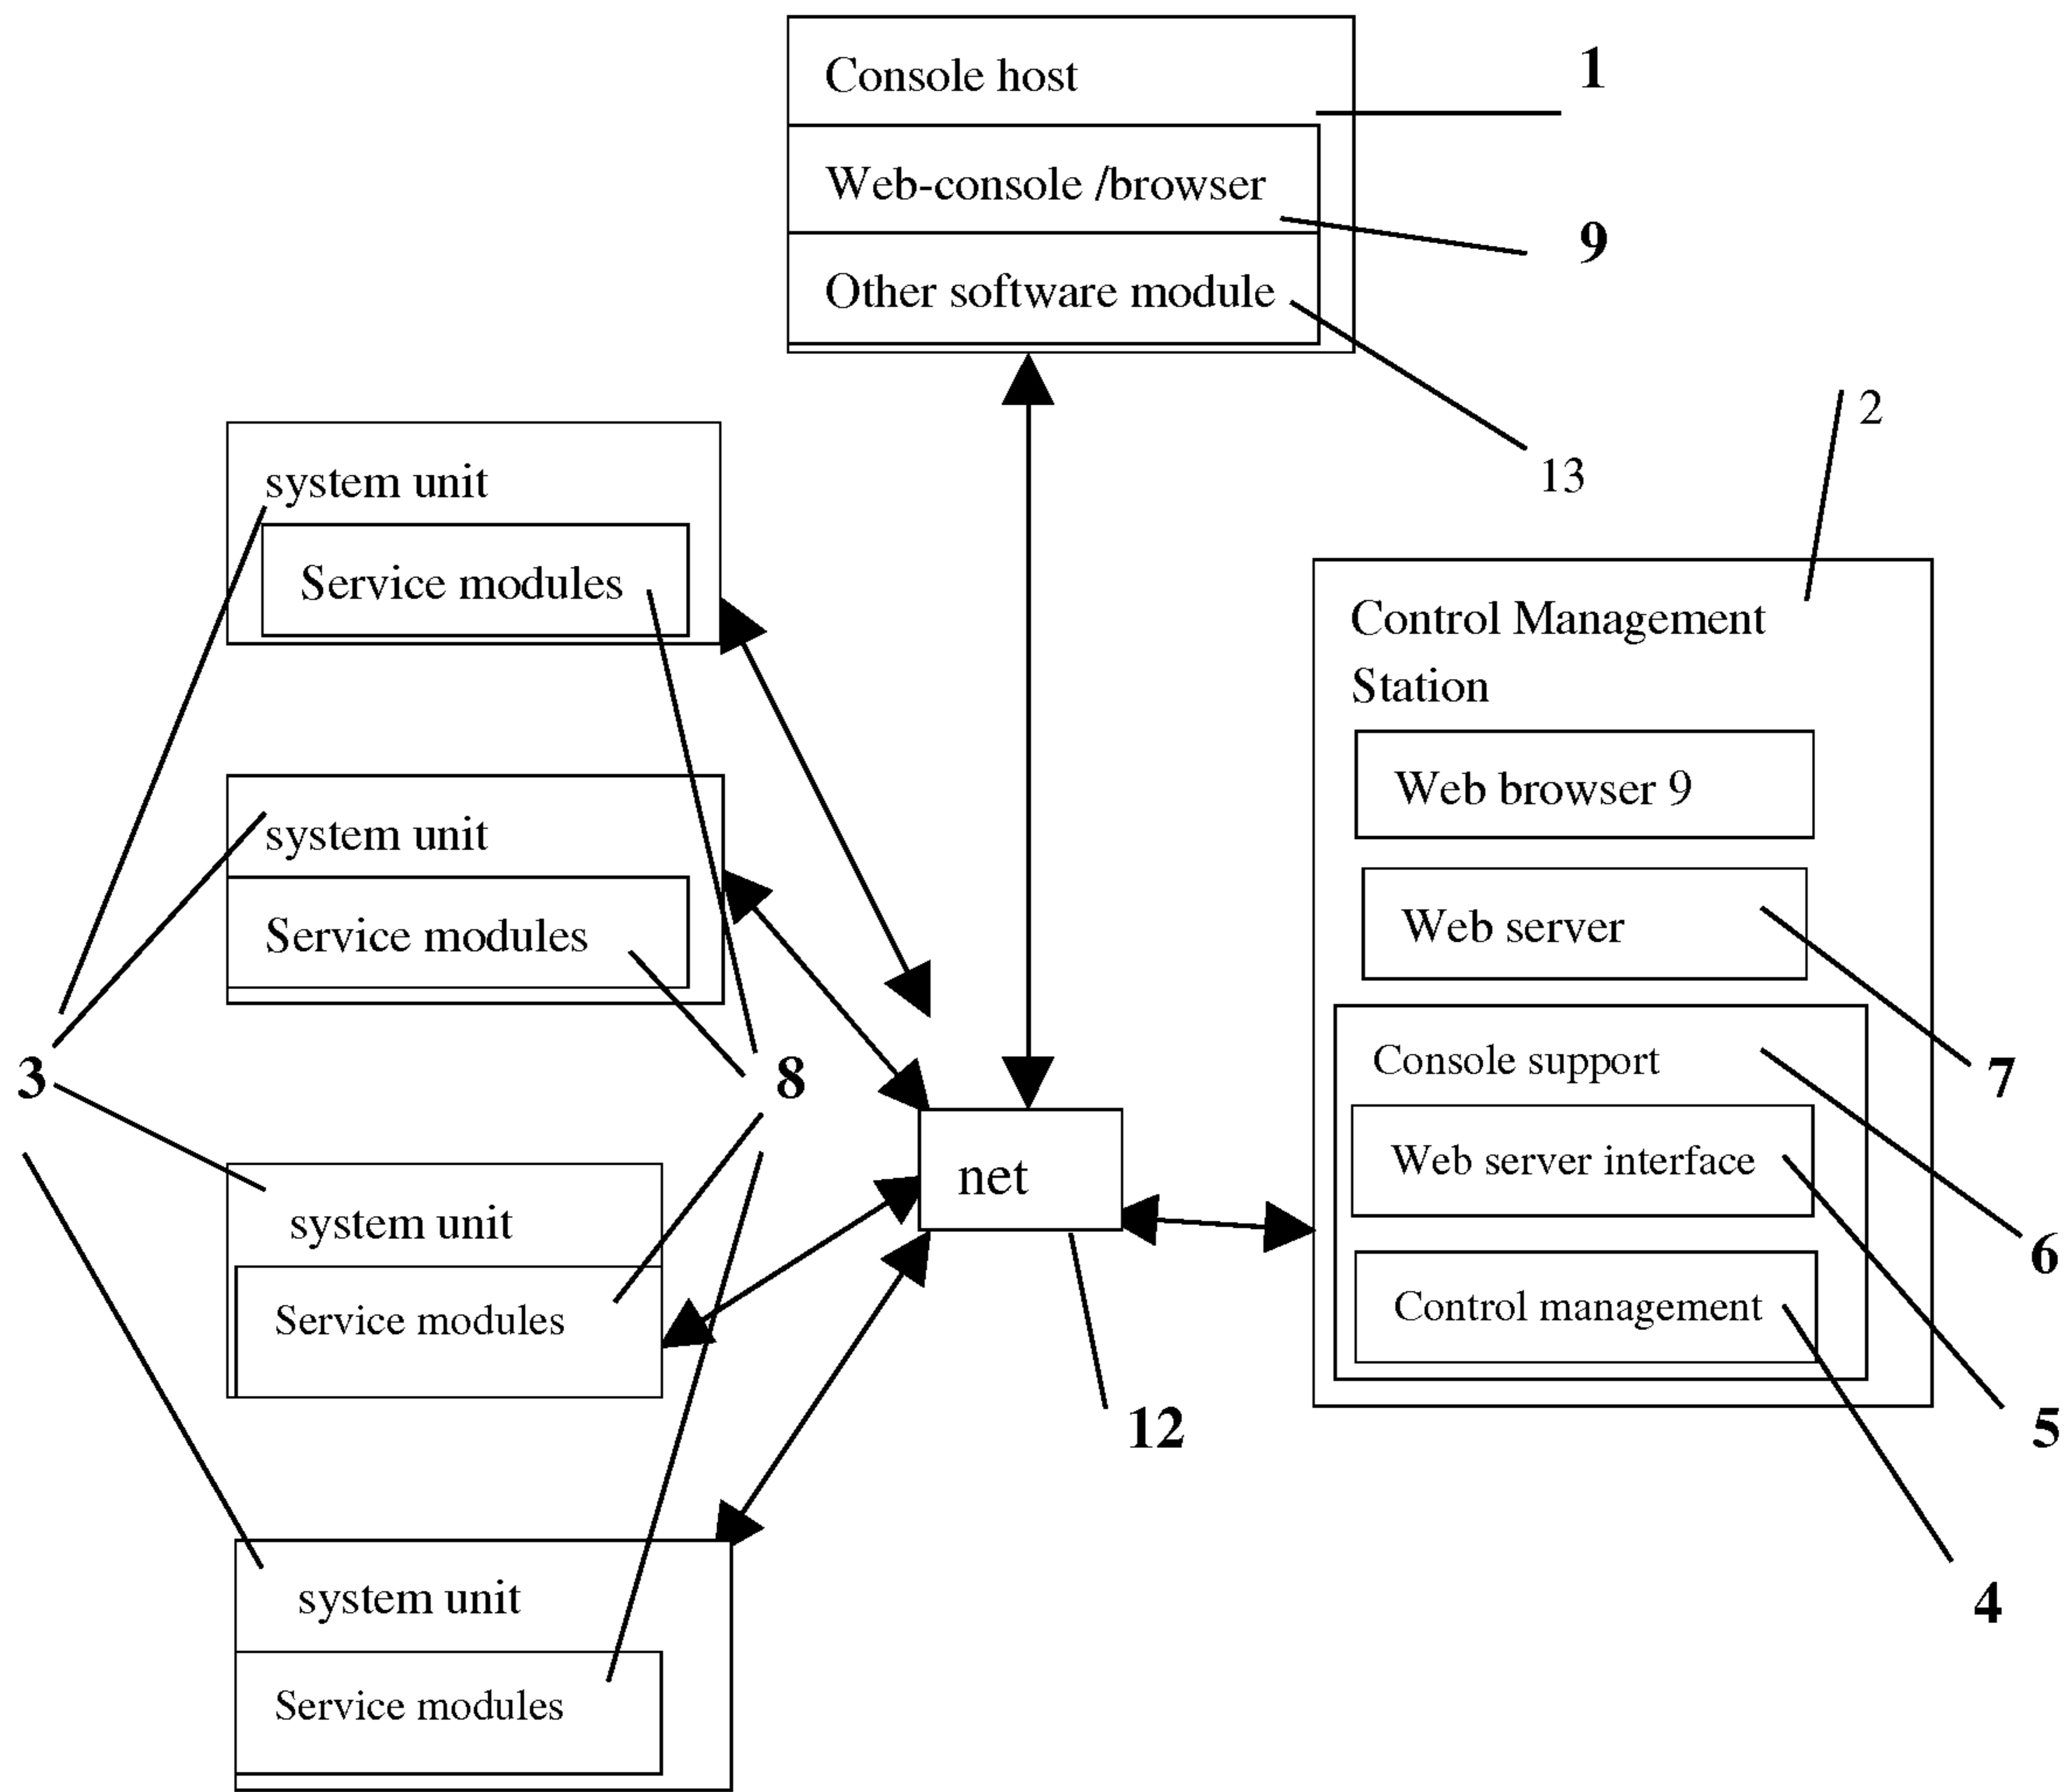 Console host
1
Web-console /browser
9
Other software module
13
2
system unit
Service modules
Control Management
Station
Web browser 9
system unit
Service modules
Web server
3
8
7
Console support
net
Web server interface
system unit
6
Service modules
Control management
12
5
system unit
4
Service modules